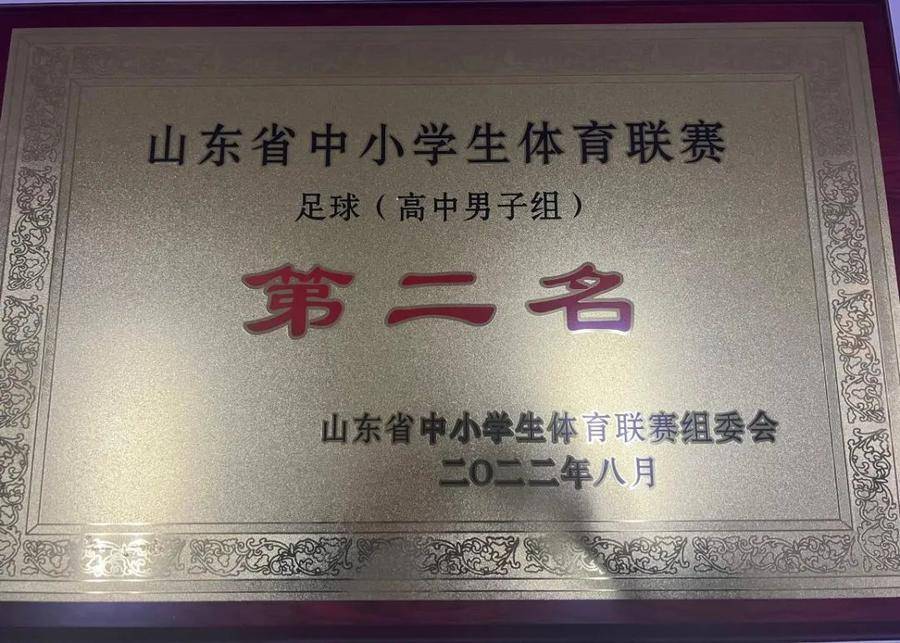 山东省中小学生体育联赛
足球（高中男子组）
第二名
山东省中小学生体育联赛组委会
二〇二二年八月